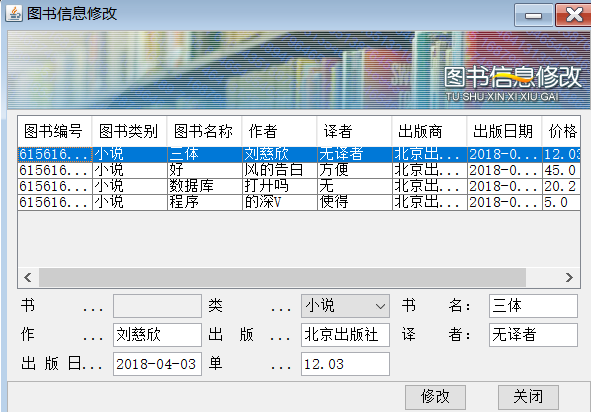 图书信息修改
图书信息修改
TU SHU XIN XI XIU GAI
图书编号 图书类别 图书名称 作者 译者 出版商 出版日期 价格
615616... 小说 三体 刘慈欣 无译者 北京出... 2018-0... 12.03
615616... 小说 好 风的告白 方便 北京出... 2018-0... 45.0
615616... 小说 数据库 打开吗 无 北京出... 2018-0... 20.2
615616... 小说 程序 的深V 使得 北京出... 2018-0... 5.0
书 ... 类 ... 小说 书 名: 三体
作 ... 刘慈欣 出 版 ... 北京出版社 译 者: 无译者
出 版 日... 2018-04-03 单 ... 12.03
修改 关闭